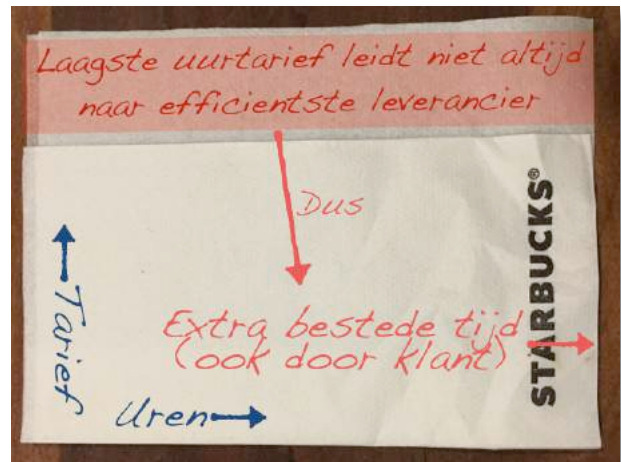 Laagste uurtarief leidt niet altijd
naar efficientste leverancier
Dus
Extra bestede tijd
(ook door klant)
Tarief
Uren
STARBUCKS®